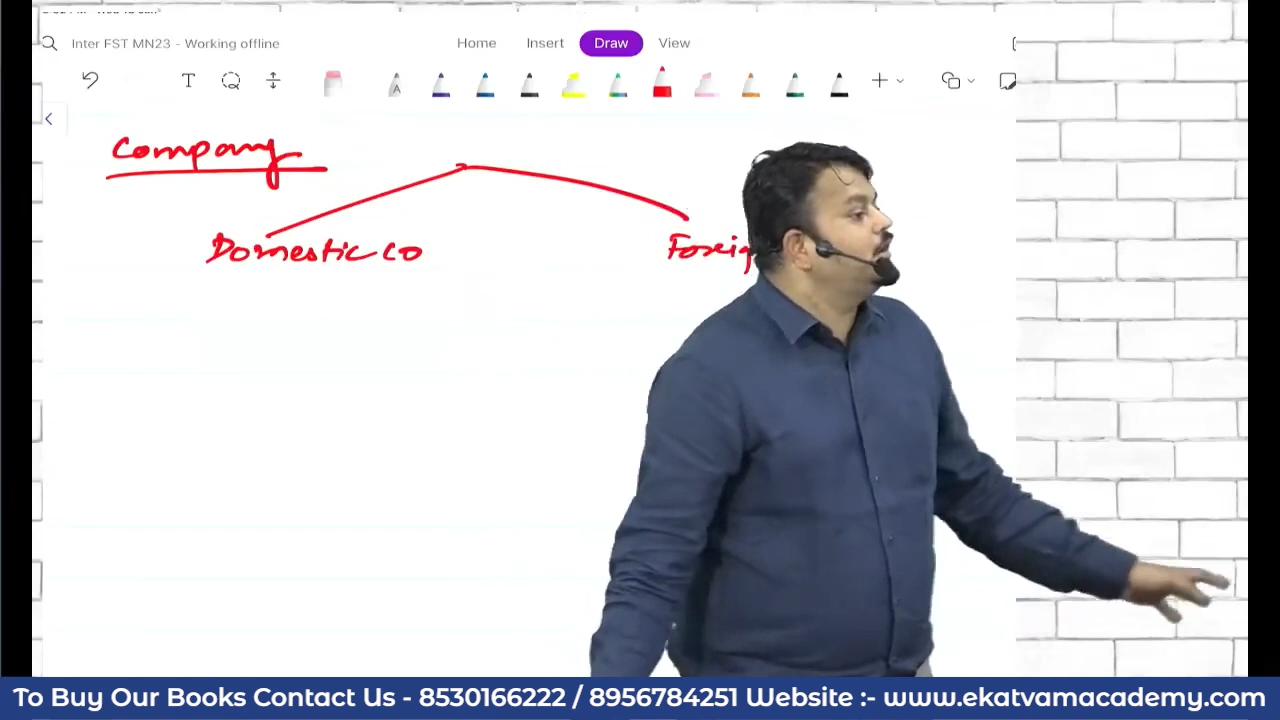 Inter FST MN23 - Working offline
Home Insert Draw View
T
A
Company
Domestic co
Foreig
To Buy Our Books Contact Us - 8530166222 / 8956784251 Website :- www.ekatvamacademy.com